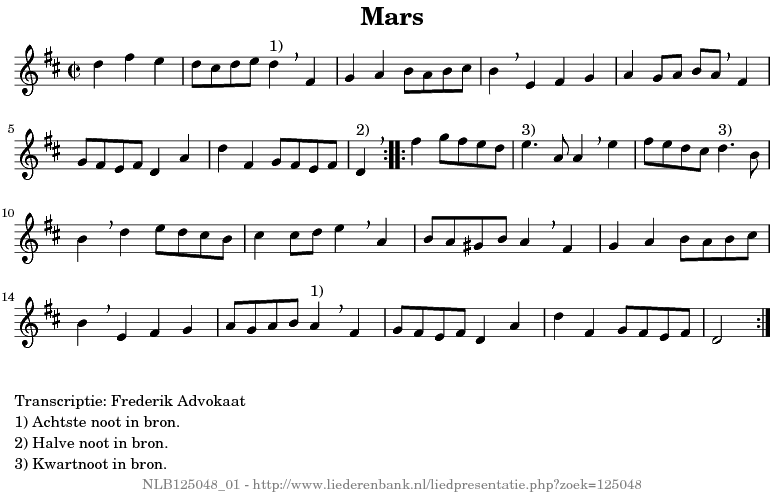 Mars
1)
2) 3) 3)
5
10
1)
14
Transcriptie: Frederik Advokaat
1) Achtste noot in bron.
2) Halve noot in bron.
3) Kwartnoot in bron.
NLB125048_01 - http://www.liederenbank.nl/liedpresentatie.php?zoek=125048